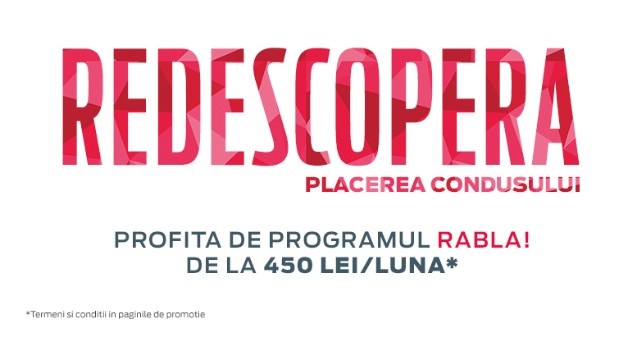 REDESCOPERA
PLACEREA CONDUSULUI
PROFITA DE PROGRAMUL RABLA!
DE LA 450 LEI/LUNA*
*Termeni si conditii in paginile de promotie